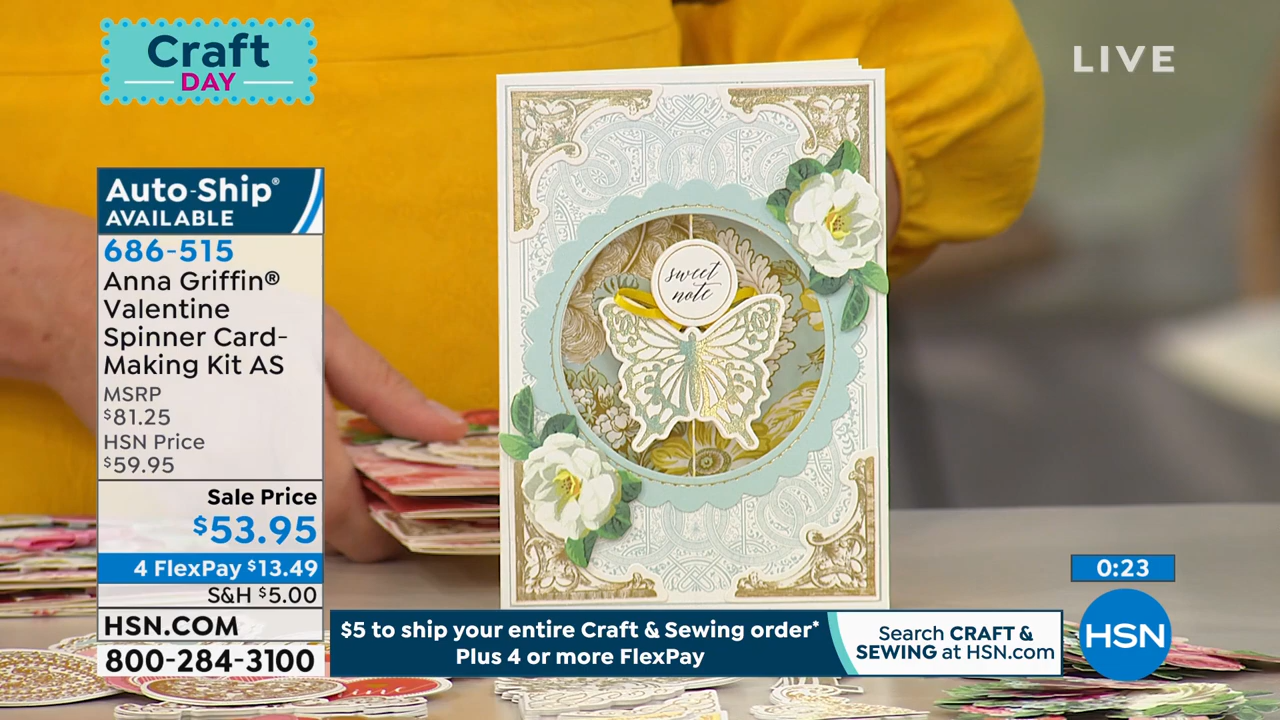 Craft
DAY
LIVE
Auto-Ship®
AVAILABLE
686-515
Anna Griffin®
Valentine
Spinner Card-
Making Kit AS
MSRP
$81.25
HSN Price
$59.95
Sale Price
$53.95
4 FlexPay $13.49
S&H $5.00
HSN.COM
800-284-3100
sweet
note
0:23
$5 to ship your entire Craft & Sewing order*
Plus 4 or more FlexPay
Search CRAFT &
SEWING at HSN.com
HSN